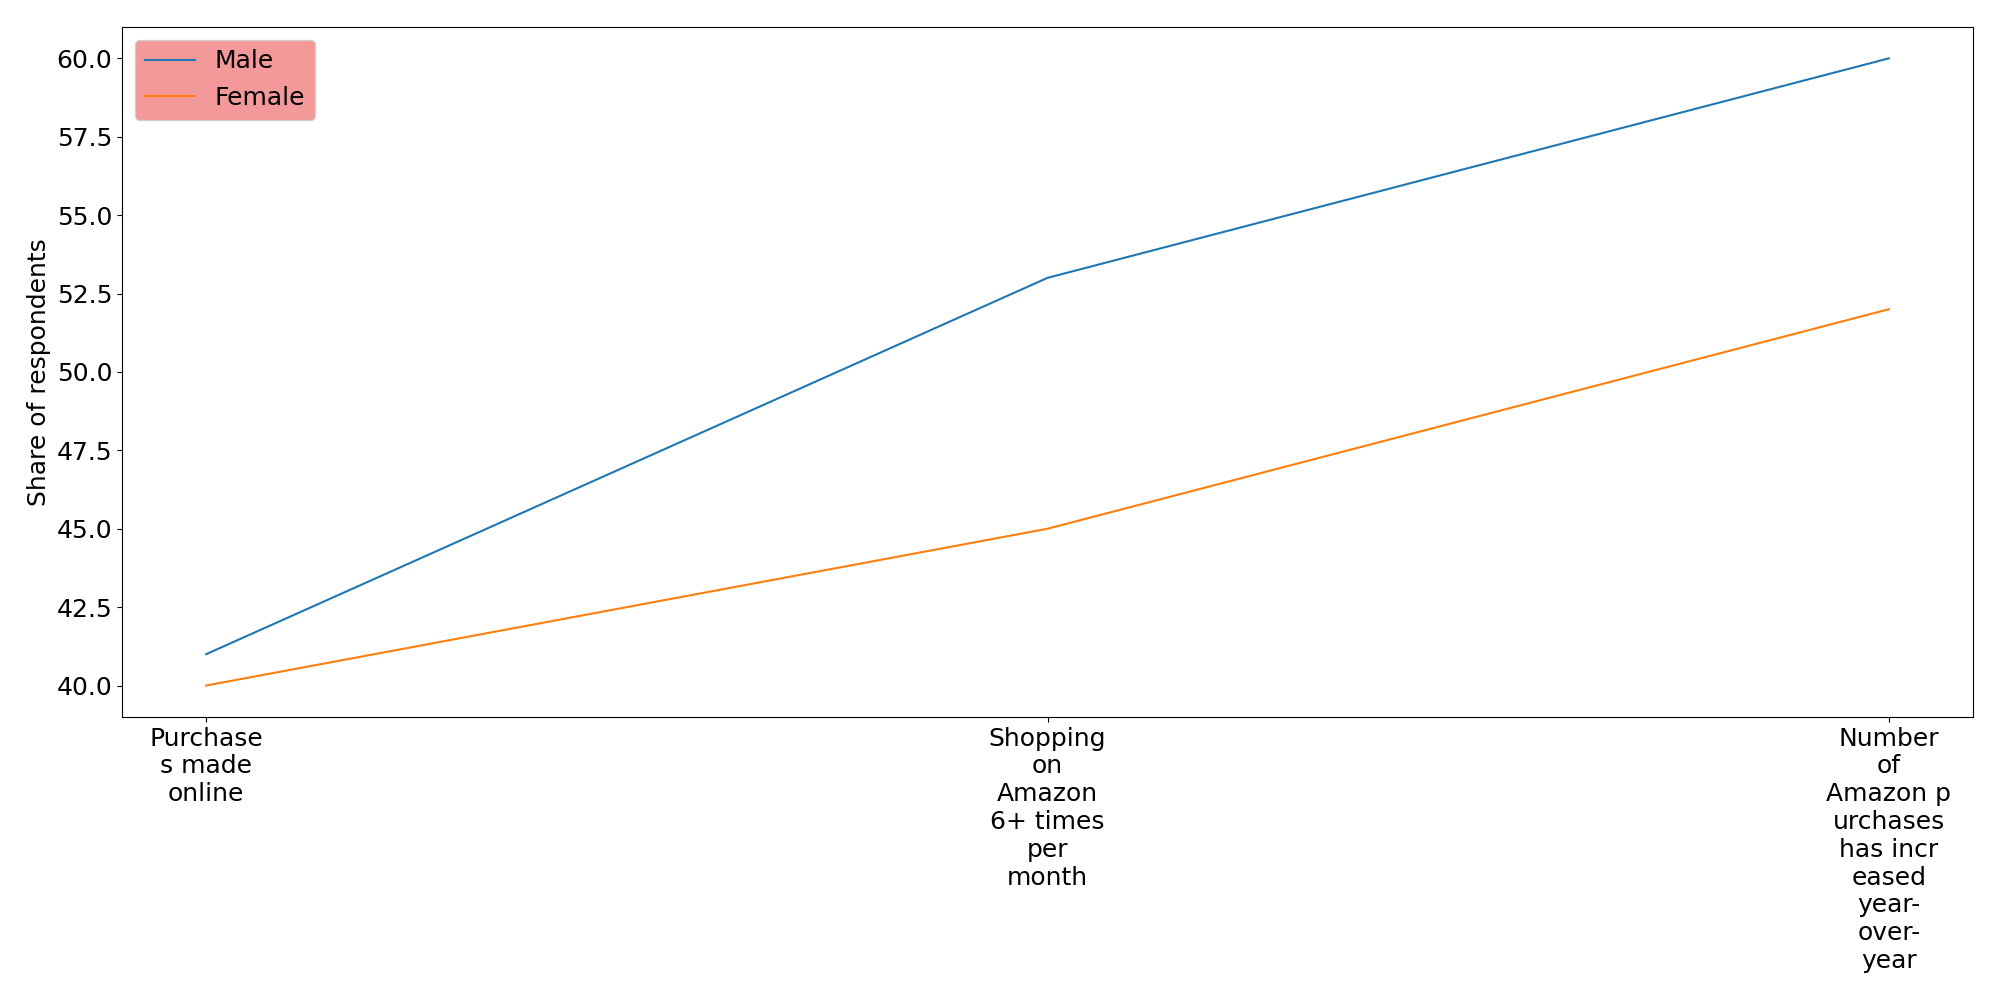 60.0
57.5
55.0
52.5
50.0
47.5
45.0
42.5
40.0
Share of respondents
Male
Female
Purchase
s made
online
Shopping
on
Amazon
6+ times
per
month
Number
of
Amazon p
urchases
has incr
eased
year-
over-
year